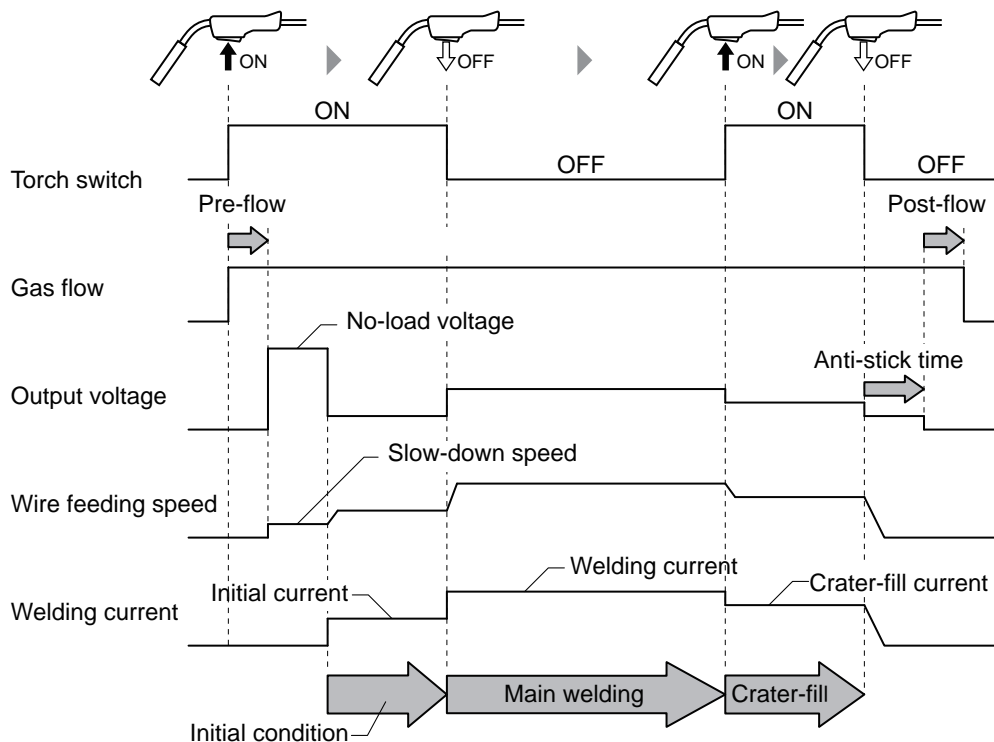 ON
OFF
ON
OFF
ON
ON
Torch switch
OFF
OFF
Pre-flow
Post-flow
Gas flow
No-load voltage
Anti-stick time
Output voltage
Slow-down speed
Wire feeding speed
Welding current
Initial current
Crater-fill current
Welding current
Main welding
Crater-fill
Initial condition